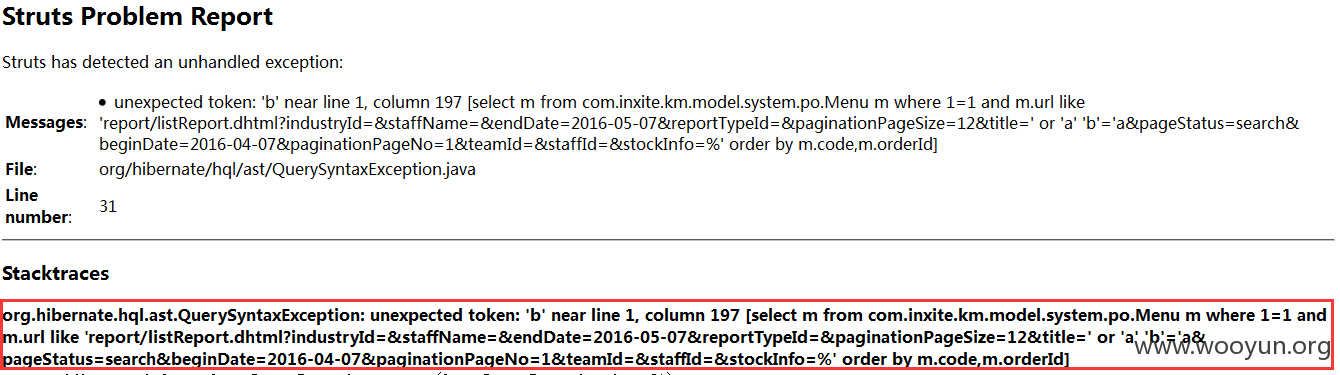 Struts Problem Report
Struts has detected an unhandled exception:
• unexpected token: 'b' near line 1, column 197 [select m from com.inxite.km.model.system.po.Menu m where 1=1 and m.url like
Messages: 'report/listReport.dhtml?industryId=&staffName=&endDate=2016-05-07&reportTypeId=&paginationPageSize=12&title=' or 'a' 'b'='a&pageStatus=search&
beginDate=2016-04-07&paginationPageNo=1&teamId=&staffId=&stockInfo=%' order by m.code,m.orderId]
File: org/hibernate/hql/ast/QuerySyntaxException.java
Line
number: 31
Stacktraces
org.hibernate.hql.ast.QuerySyntaxException: unexpected token: 'b' near line 1, column 197 [select m from com.inxite.km.model.system.po.Menu m where 1=1 and
m.url like 'report/listReport.dhtml?industryId=&staffName=&endDate=2016-05-07&reportTypeId=&paginationPageSize=12&title=' or 'a' 'b'='a&
pageStatus=search&beginDate=2016-04-07&paginationPageNo=1&teamId=&staffId=&stockInfo=%' order by m.code,m.orderId]
www.wooyun.org